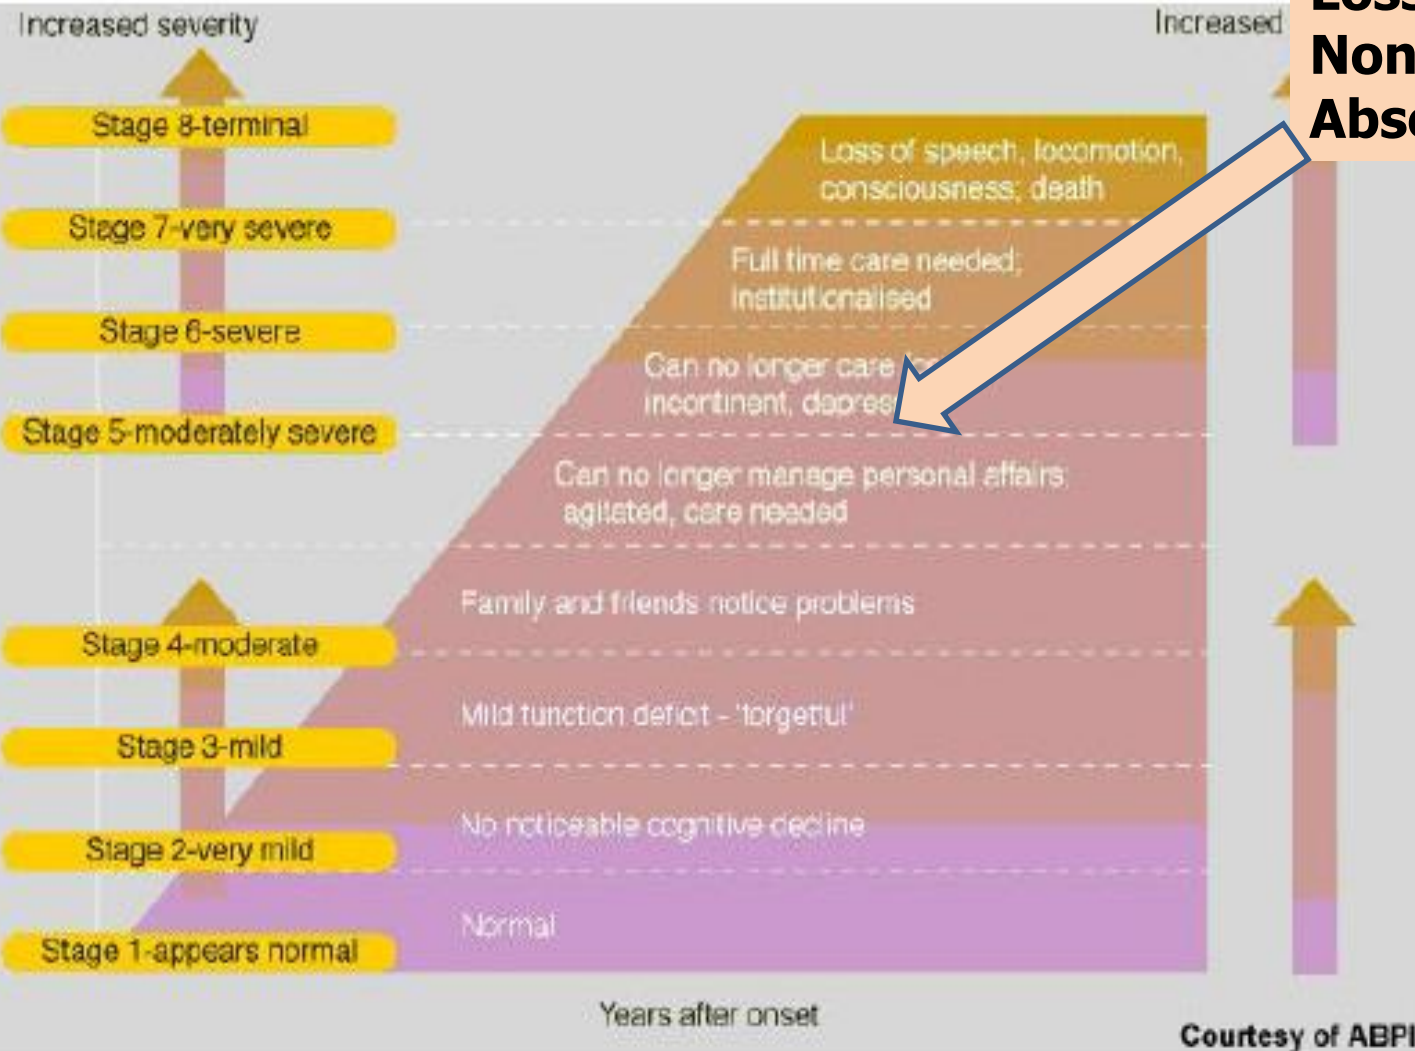 Increased severity
Increased
Loss
Non
Abse
Stage 8-terminal
Loss of speech, locomotion,
consciousness; death
Stage 7-very severe
Full time care needed;
institutionalised
Stage 6-severe
Can no longer care
incontinent, depres
Stage 5-moderately severe
Can no longer manage personal affairs;
agitated, care needed
Family and friends notice problems
Stage 4-moderate
Mild function deficit - 'forgetful'
Stage 3-mild
No noticeable cognitive decline
Stage 2-very mild
Normal
Stage 1-appears normal
Years after onset
Courtesy of ABPI